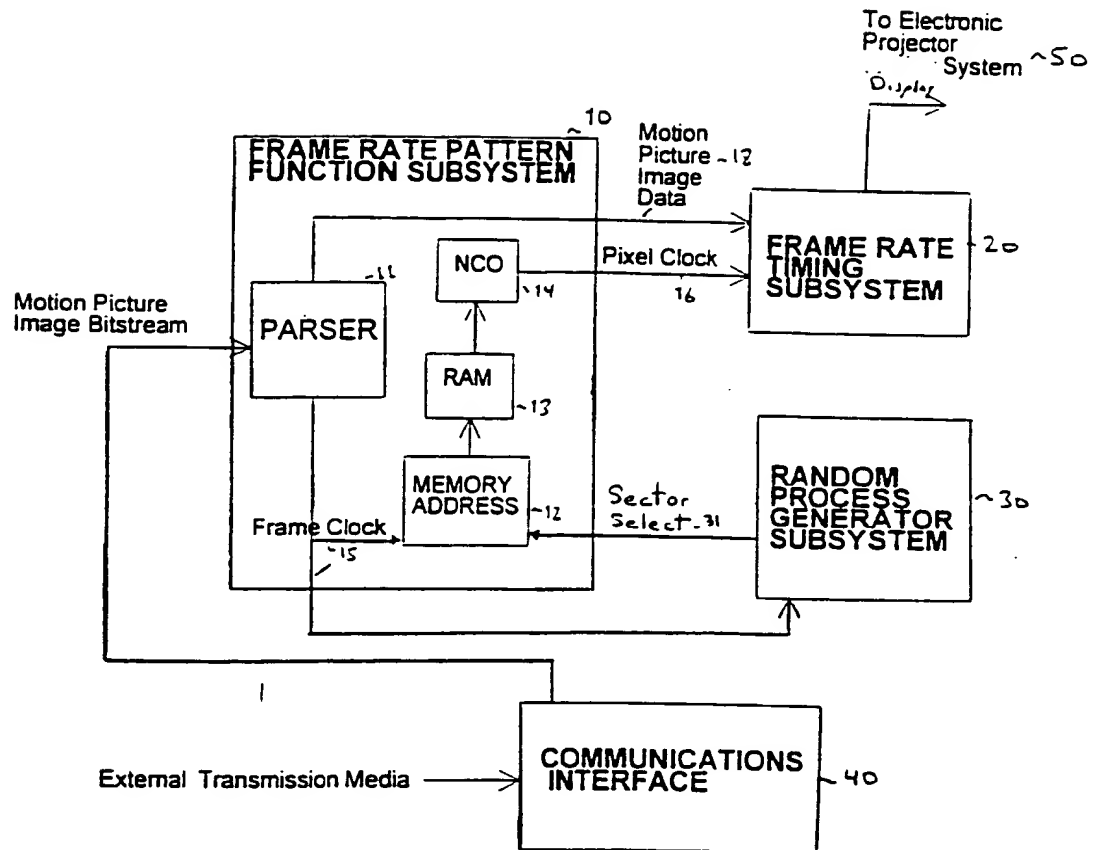 To Electronic
Projector
System ~50
Display
~10
FRAME RATE PATTERN
FUNCTION SUBSYSTEM
Motion
Picture ~18
Image
Data
FRAME RATE
TIMING
SUBSYSTEM
~20
NCO
~14
Pixel Clock
16
~11
PARSER
Motion Picture
Image Bitstream
RAM
~13
MEMORY
ADDRESS
~12
Sector
Select ~31
RANDOM
PROCESS
GENERATOR
SUBSYSTEM
~30
Frame Clock
~15
1
COMMUNICATIONS
INTERFACE
~40
External Transmission Media